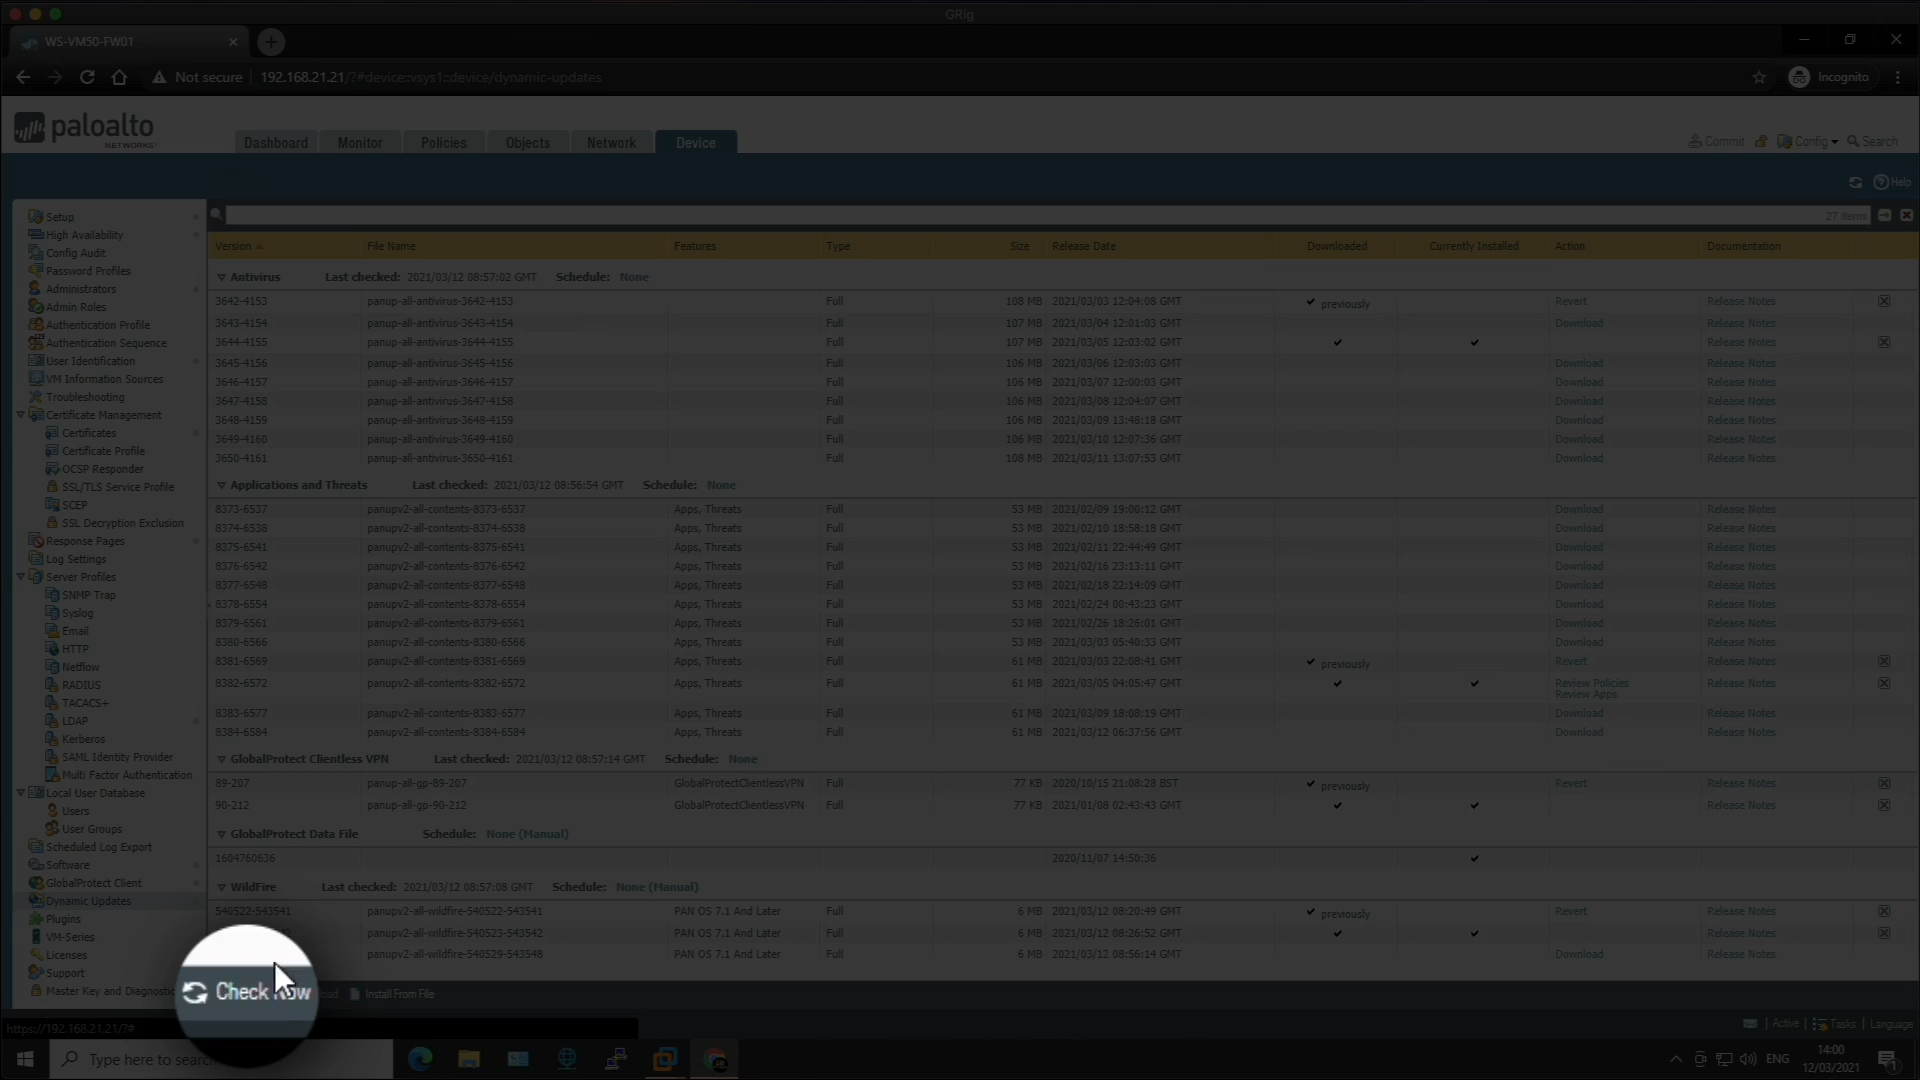 GRig
WS-VM50-FW01
Not secure 192.168.21.21/?#device::vsys1::device/dynamic-updates Incognito
paloalto
NETWORKS
Dashboard Monitor Policies Objects Network Device Commit Config Search
Help
27 items
Setup
High Availability
Config Audit
Password Profiles
Administrators
Admin Roles
Authentication Profile
Authentication Sequence
User Identification
VM Information Sources
Troubleshooting
Certificate Management
Certificates
Certificate Profile
OCSP Responder
SSL/TLS Service Profile
SCEP
SSL Decryption Exclusion
Response Pages
Log Settings
Server Profiles
SNMP Trap
Syslog
Email
HTTP
Netflow
RADIUS
TACACS+
LDAP
Kerberos
SAML Identity Provider
Multi Factor Authentication
Local User Database
Users
User Groups
Scheduled Log Export
Software
GlobalProtect Client
Dynamic Updates
Plugins
VM-Series
Licenses
Support
Master Key and Diagnostic
Version File Name Features Type Size Release Date Downloaded Currently Installed Action Documentation
Antivirus Last checked: 2021/03/12 08:57:02 GMT Schedule: None
3642-4153 panup-all-antivirus-3642-4153 Full 108 MB 2021/03/03 12:04:08 GMT ✔ previously Revert Release Notes
3643-4154 panup-all-antivirus-3643-4154 Full 107 MB 2021/03/04 12:01:03 GMT Download Release Notes
3644-4155 panup-all-antivirus-3644-4155 Full 107 MB 2021/03/05 12:03:02 GMT ✔ ✔ Release Notes
3645-4156 panup-all-antivirus-3645-4156 Full 106 MB 2021/03/06 12:03:03 GMT Download Release Notes
3646-4157 panup-all-antivirus-3646-4157 Full 106 MB 2021/03/07 12:00:03 GMT Download Release Notes
3647-4158 panup-all-antivirus-3647-4158 Full 106 MB 2021/03/08 12:04:07 GMT Download Release Notes
3648-4159 panup-all-antivirus-3648-4159 Full 106 MB 2021/03/09 13:48:18 GMT Download Release Notes
3649-4160 panup-all-antivirus-3649-4160 Full 106 MB 2021/03/10 12:07:36 GMT Download Release Notes
3650-4161 panup-all-antivirus-3650-4161 Full 108 MB 2021/03/11 13:07:53 GMT Download Release Notes
Applications and Threats Last checked: 2021/03/12 08:56:54 GMT Schedule: None
8373-6537 panupv2-all-contents-8373-6537 Apps, Threats Full 53 MB 2021/02/09 19:00:12 GMT Download Release Notes
8374-6538 panupv2-all-contents-8374-6538 Apps, Threats Full 53 MB 2021/02/10 18:58:18 GMT Download Release Notes
8375-6541 panupv2-all-contents-8375-6541 Apps, Threats Full 53 MB 2021/02/11 22:44:49 GMT Download Release Notes
8376-6542 panupv2-all-contents-8376-6542 Apps, Threats Full 53 MB 2021/02/16 23:13:11 GMT Download Release Notes
8377-6548 panupv2-all-contents-8377-6548 Apps, Threats Full 53 MB 2021/02/18 22:14:09 GMT Download Release Notes
8378-6554 panupv2-all-contents-8378-6554 Apps, Threats Full 53 MB 2021/02/24 00:43:23 GMT Download Release Notes
8379-6561 panupv2-all-contents-8379-6561 Apps, Threats Full 53 MB 2021/02/26 18:26:01 GMT Download Release Notes
8380-6566 panupv2-all-contents-8380-6566 Apps, Threats Full 53 MB 2021/03/03 05:40:33 GMT Download Release Notes
8381-6569 panupv2-all-contents-8381-6569 Apps, Threats Full 61 MB 2021/03/03 22:08:41 GMT ✔ previously Revert Release Notes
8382-6572 panupv2-all-contents-8382-6572 Apps, Threats Full 61 MB 2021/03/05 04:05:47 GMT ✔ ✔ Review Policies Release Notes
Review Apps
8383-6577 panupv2-all-contents-8383-6577 Apps, Threats Full 61 MB 2021/03/09 18:08:19 GMT Download Release Notes
8384-6584 panupv2-all-contents-8384-6584 Apps, Threats Full 61 MB 2021/03/12 06:37:56 GMT Download Release Notes
GlobalProtect Clientless VPN Last checked: 2021/03/12 08:57:14 GMT Schedule: None
89-207 panup-all-gp-89-207 GlobalProtectClientlessVPN Full 77 KB 2020/10/15 21:08:28 BST ✔ previously Revert Release Notes
90-212 panup-all-gp-90-212 GlobalProtectClientlessVPN Full 77 KB 2021/01/08 02:43:43 GMT ✔ ✔ Release Notes
GlobalProtect Data File Schedule: None (Manual)
1604760636 2020/11/07 14:50:36 ✔
WildFire Last checked: 2021/03/12 08:57:08 GMT Schedule: None (Manual)
540522-543541 panupv2-all-wildfire-540522-543541 PAN OS 7.1 And Later Full 6 MB 2021/03/12 08:20:49 GMT ✔ previously Revert Release Notes
panupv2-all-wildfire-540523-543542 PAN OS 7.1 And Later Full 6 MB 2021/03/12 08:26:52 GMT ✔ ✔ Release Notes
panupv2-all-wildfire-540529-543548 PAN OS 7.1 And Later Full 6 MB 2021/03/12 08:56:14 GMT Download Release Notes
Check Now Install From File
https://192.168.21.21/?#
Active Tasks Language
Type here to search ENG 14:00
12/03/2021
1